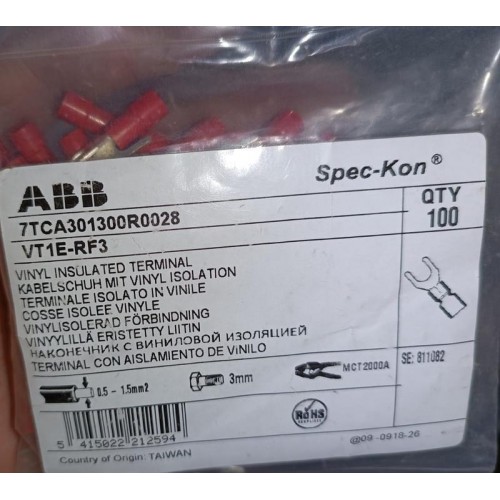 ABB
Spec-Kon®
7TCA301300R0028
QTY
100
VT1E-RF3
VINYL INSULATED TERMINAL
KABELSCHUH MIT VINYL ISOLATION
TERMINALE ISOLATO IN VINILE
COSSE ISOLEE VINYLE
VINYLISOLERAD FÖRBINDNING
VINYYLILLÄ ERISTETTY LIITIN
НАКОНЕЧНИК С ВИНИЛОВОЙ ИЗОЛЯЦИЕЙ
TERMINAL CON AISLAMIENTO DE VINILO
0.5 - 1.5mm2
3mm
MCT2000A
SE: 811082
RoHS
5 415022 212594
@09-0918-26
Country of Origin: TAIWAN